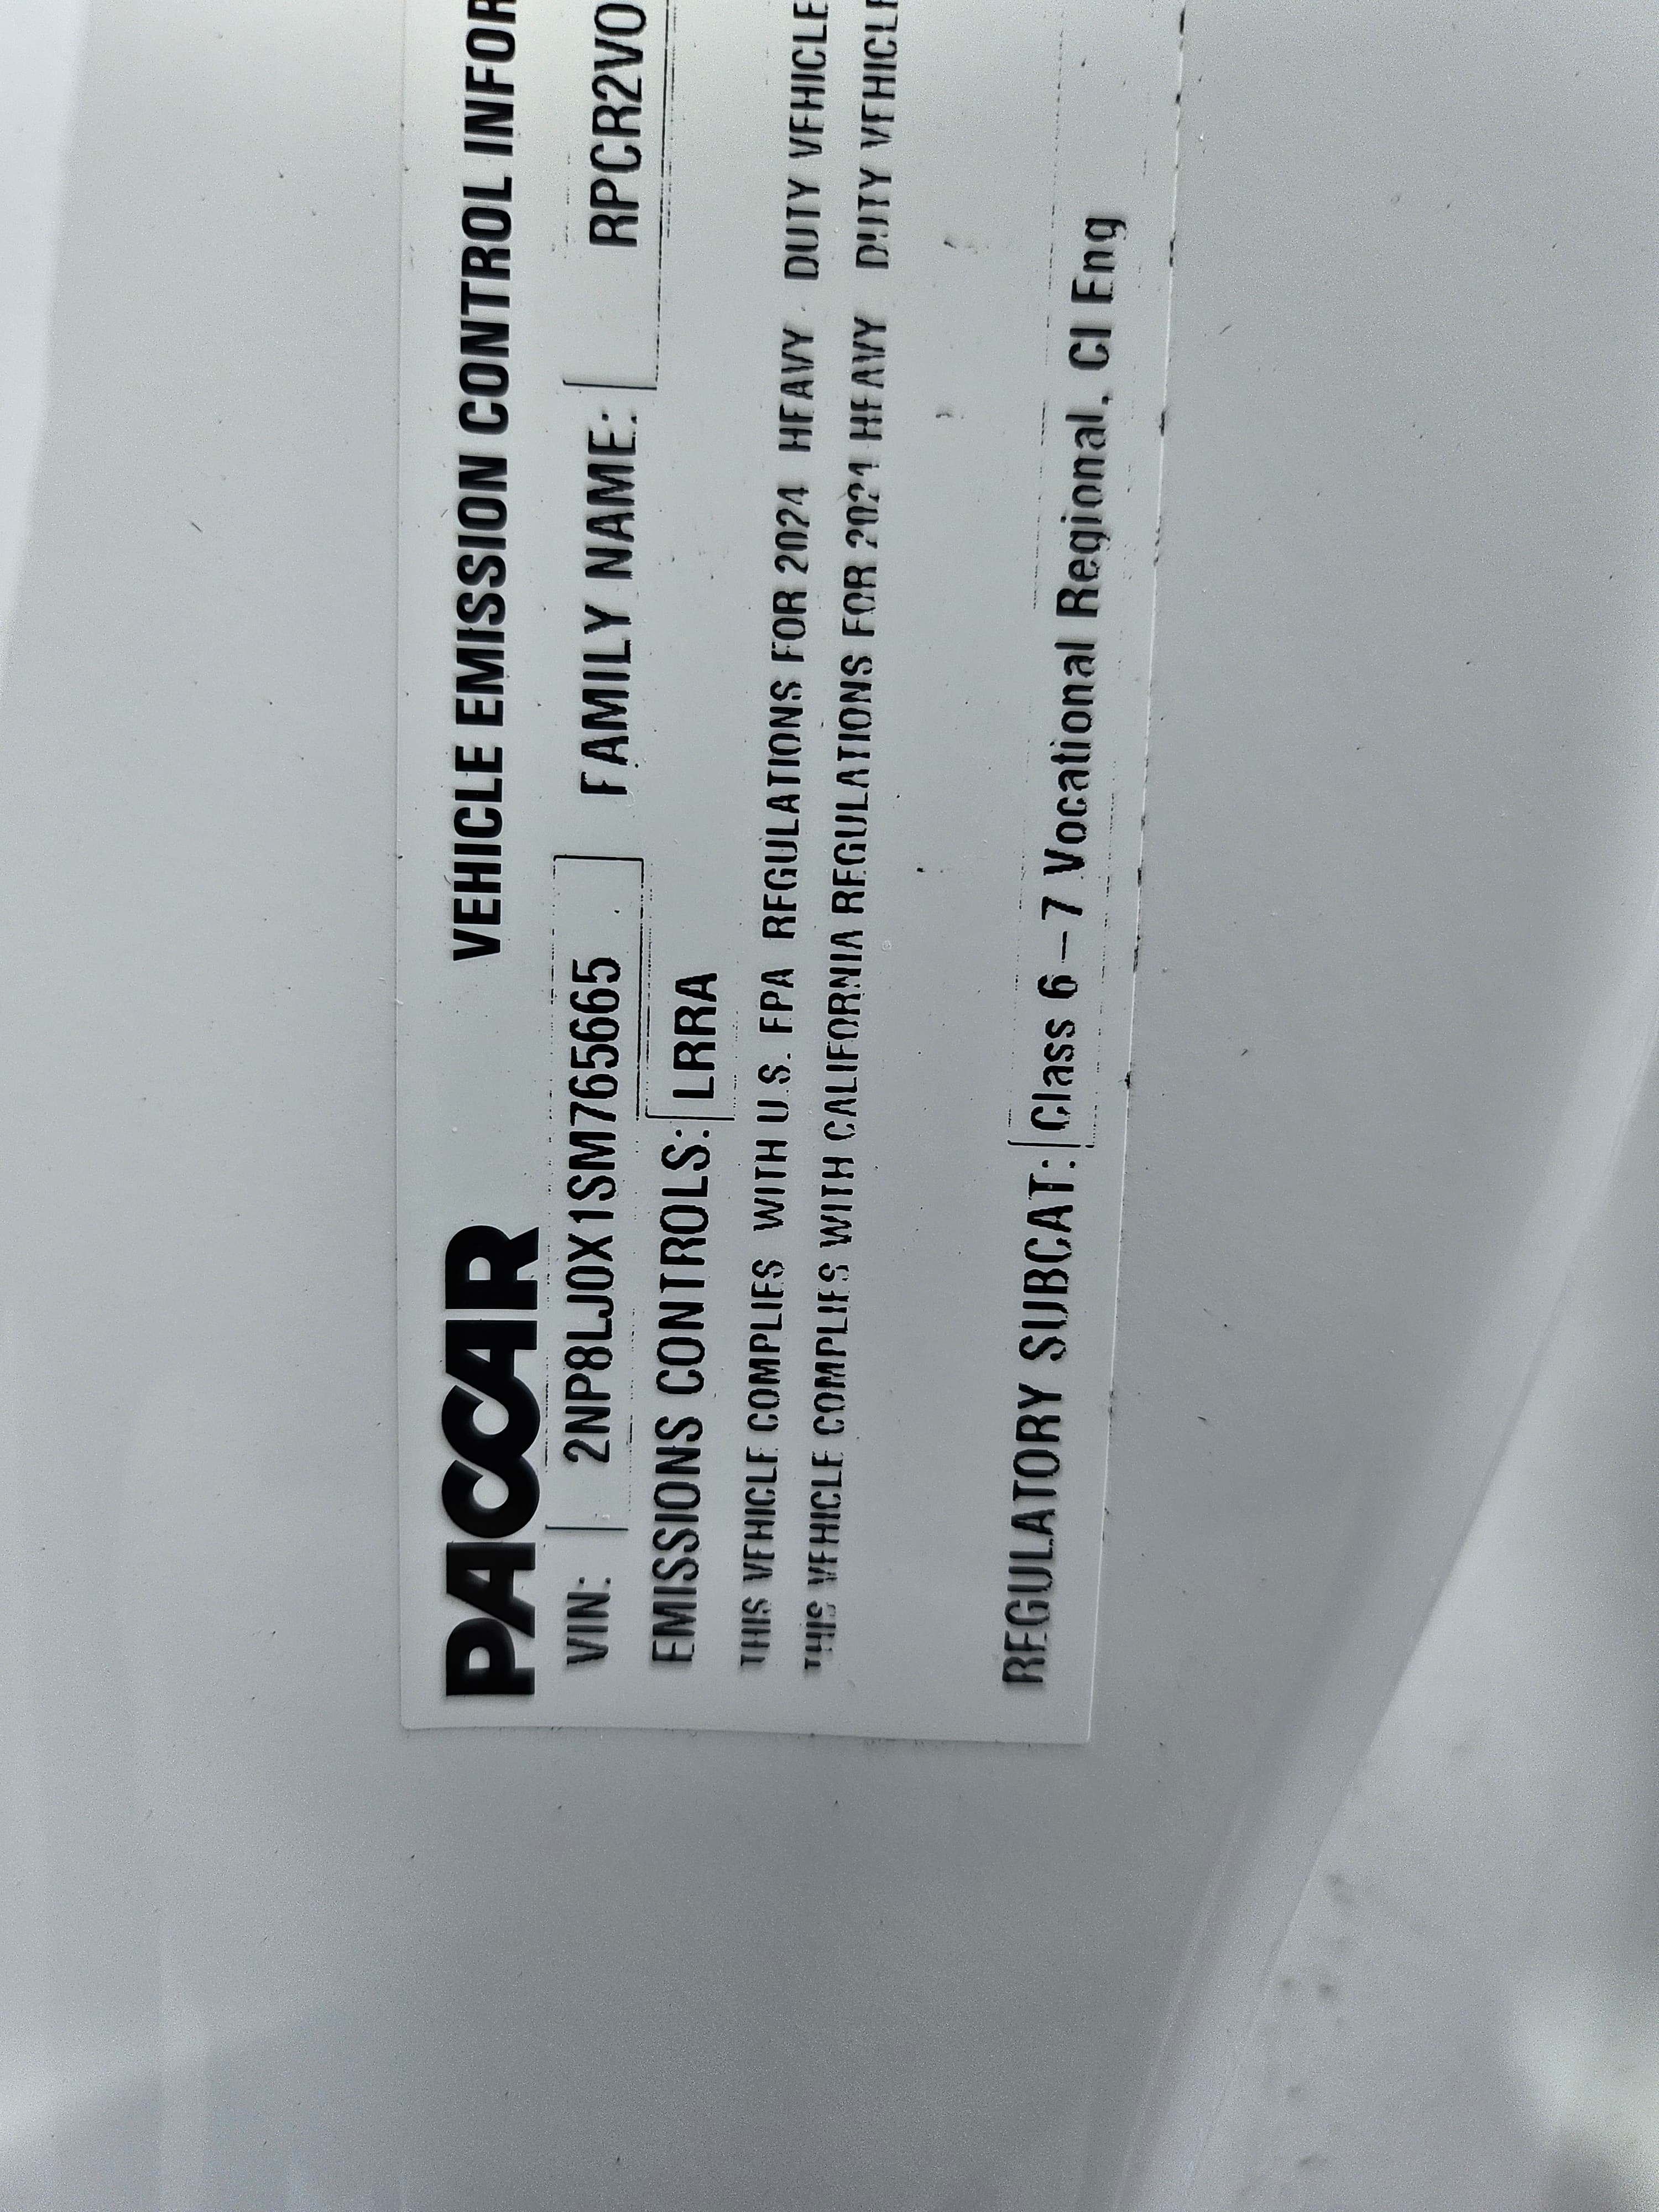 PACCAR
VEHICLE EMISSION CONTROL INFOR
VIN: 2NP8LJ0X1SM765665 FAMILY NAME: RPCR2VO
EMISSIONS CONTROLS: LRRA
THIS VEHICLE COMPLIES WITH U.S. EPA REGULATIONS FOR 2024 HEAVY DUTY VEHICLE
THIS VEHICLE COMPLIES WITH CALIFORNIA REGULATIONS FOR 2021 HEAVY DUTY VEHICLE
REGULATORY SUBCAT: Class 6-7 Vocational Regional, CI Eng